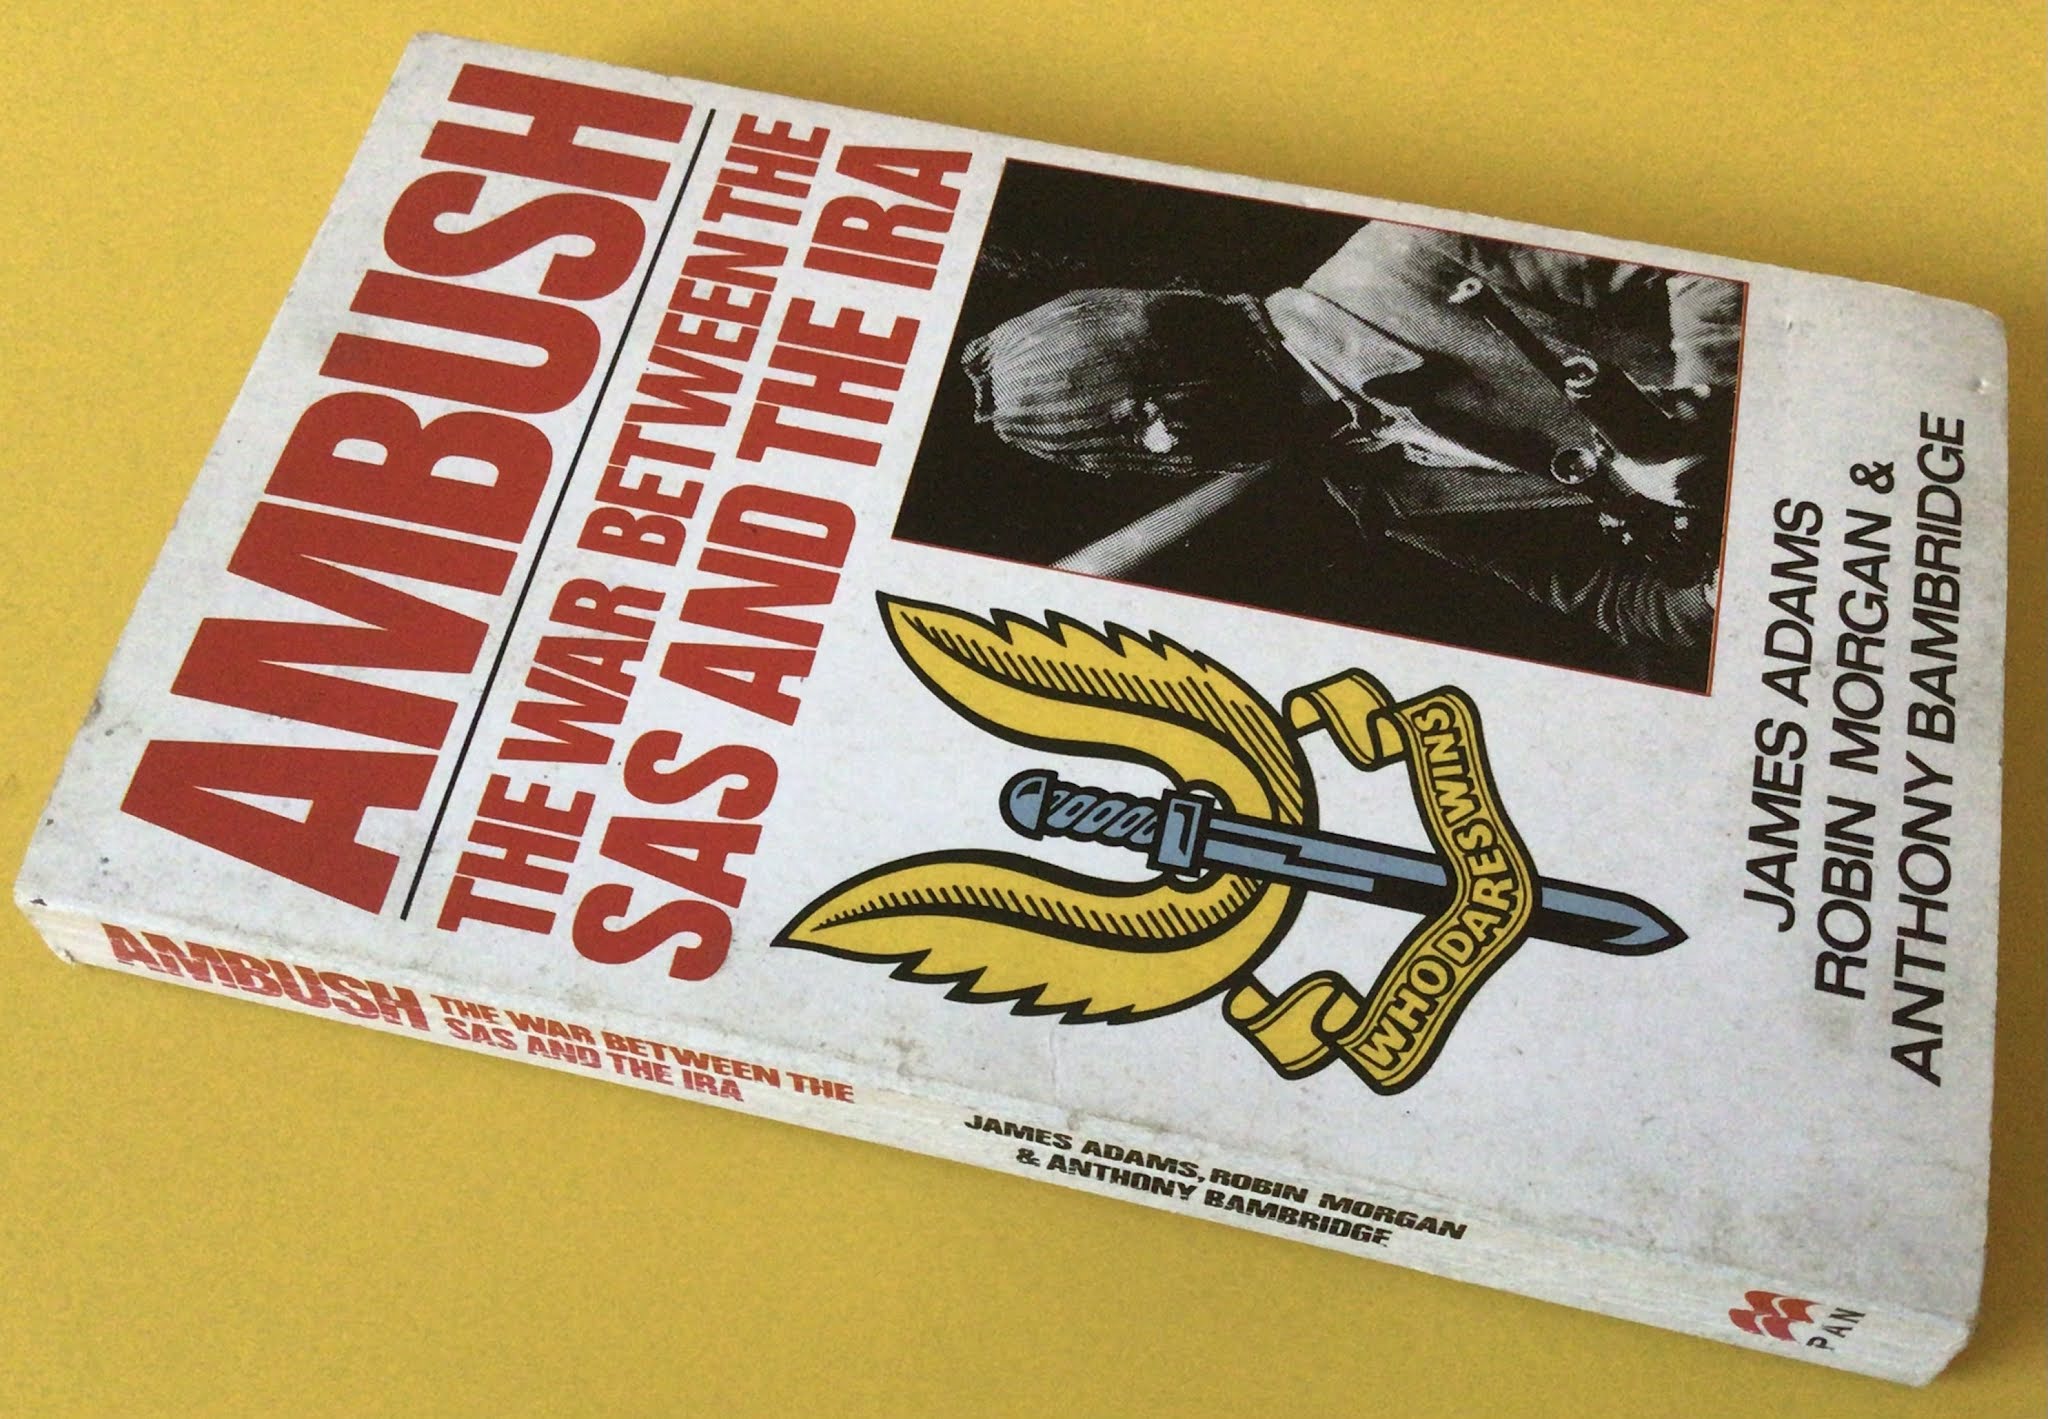 AMBUSH
THE WAR BETWEEN THE
SAS AND THE IRA
WHO DARES WINS
JAMES ADAMS
ROBIN MORGAN &
ANTHONY BAMBRIDGE
AMBUSH
THE WAR BETWEEN THE
SAS AND THE IRA
JAMES ADAMS, ROBIN MORGAN
& ANTHONY BAMBRIDGE
PAN